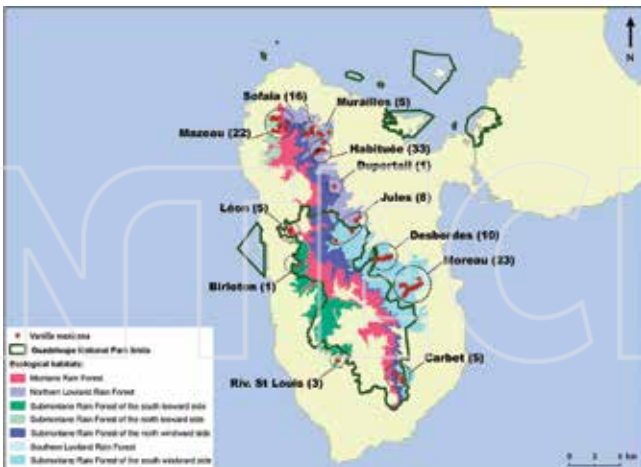 N
Sofaia (16)
Murailles (5)
Mazeau (22)
Habituée (33)
Duportail (1)
Jules (8)
Léon (5)
Desbordes (10)
Moreau (23)
Birloton (1)
Carbet (5)
Riv. St Louis (3)
Vanilla mexicana
Guadeloupe National Park limits
Ecological habitats:
Montane Rain Forest
Northern Lowland Rain Forest
Submontane Rain Forest of the south leeward side
Submontane Rain Forest of the north leeward side
Submontane Rain Forest of the north windward side
Southern Lowland Rain Forest
Submontane Rain Forest of the south windward side